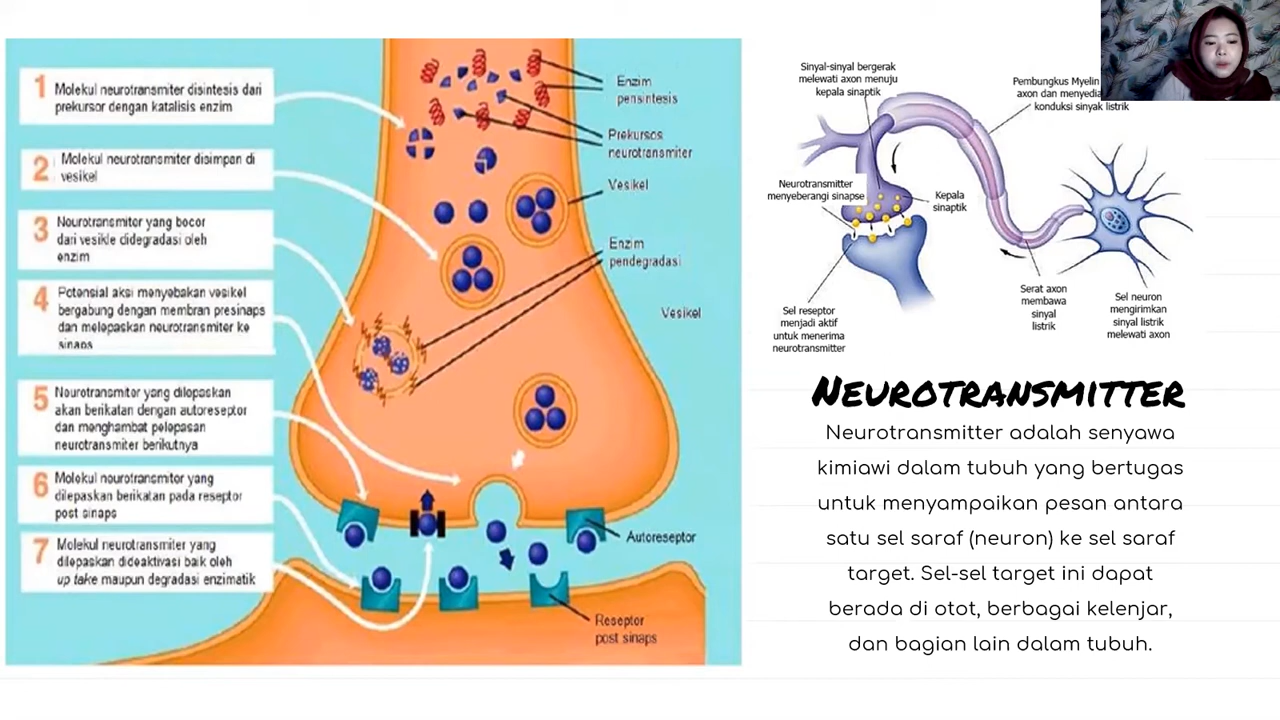 1 Molekul neurotransmiter disintesis dari
prekursor dengan katalisis enzim
2 Molekul neurotransmiter disimpan di
vesikel
3 Neurotransmitor yang bocor
dari vesikle didegradasi oleh
enzim
4 Potensial aksi menyebakan vesikel
bergabung dengan membran presinaps
dan melepaskan neurotransmiter ke
sinaps
5 Neurotransmitor yang dilepaskan
akan berikatan dengan autoreseptor
dan menghambat pelepasan
neurotransmiter berikutnya
6 Molekul neurotransmitor yang
dilepaskan berikatan pada reseptor
post sinaps
7 Molekul neurotransmiter yang
dilepaskan dideaktivasi baik oleh
up take maupun degradasi enzimatik
Enzim
pensintesis
Prekursos
neurotransmiter
Vesikel
Enzim
pendegradasi
Vesikel
Autoreseptor
Reseptor
post sinaps
Sinyal-sinyal bergerak
melewati axon menuju
kepala sinaptik
Pembungkus Myelin
axon dan menyedia
konduksi sinyak listrik
Neurotransmitter
menyeberangi sinapse
Kepala
sinaptik
Sel reseptor
menjadi aktif
untuk menerima
neurotransmitter
Serat axon
membawa
sinyal
listrik
Sel neuron
mengirimkan
sinyal listrik
melewati axon
NEUROTRANSMITTER
Neurotransmitter adalah senyawa
kimiawi dalam tubuh yang bertugas
untuk menyampaikan pesan antara
satu sel saraf (neuron) ke sel saraf
target. Sel-sel target ini dapat
berada di otot, berbagai kelenjar,
dan bagian lain dalam tubuh.